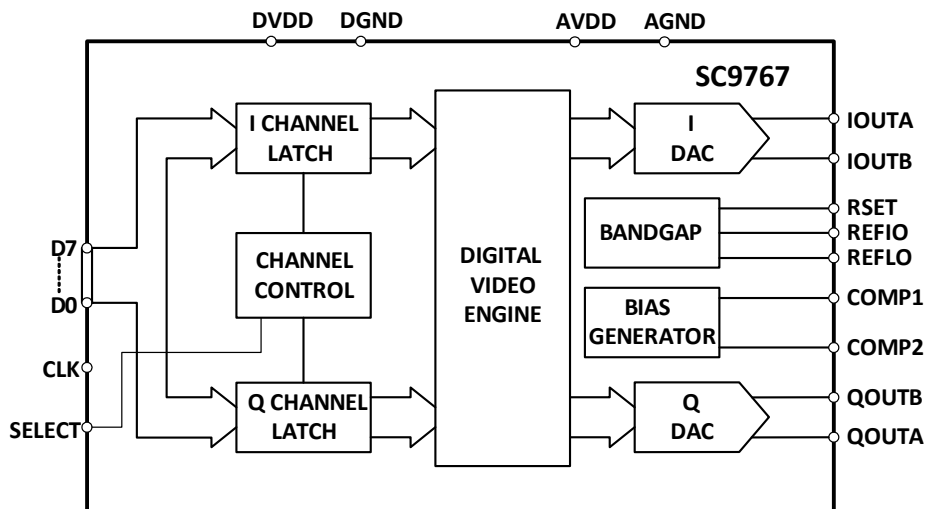 DVDD
DGND
AVDD
AGND
SC9767
I CHANNEL
LATCH
I
DAC
IOUTA
IOUTB
BANDGAP
RSET
REFIO
REFLO
D7
D0
CHANNEL
CONTROL
DIGITAL
VIDEO
ENGINE
BIAS
GENERATOR
COMP1
COMP2
CLK
SELECT
Q CHANNEL
LATCH
Q
DAC
QOUTB
QOUTA